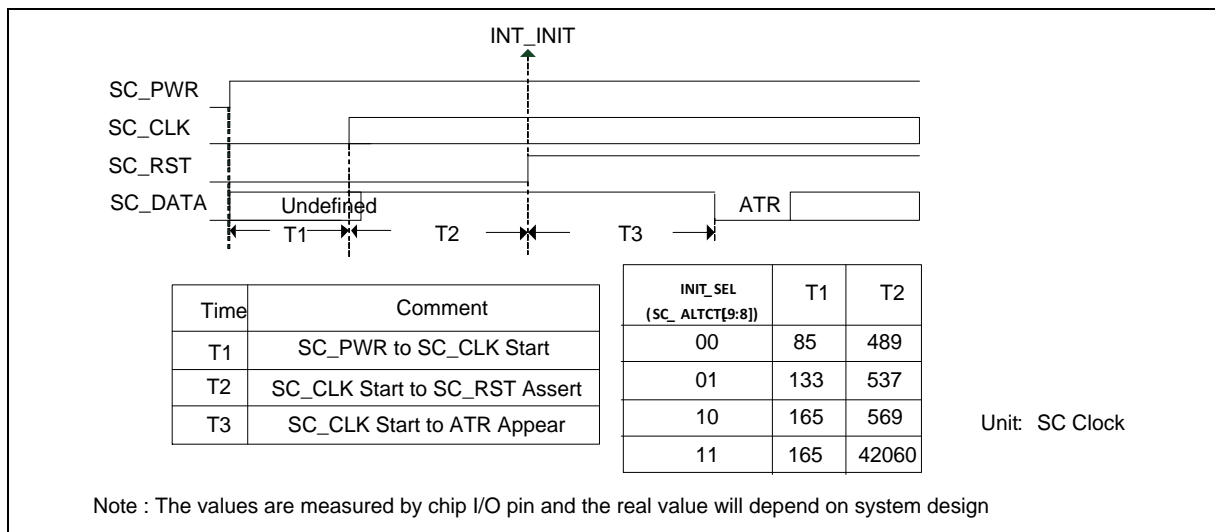 INT_INIT
SC_PWR
SC_CLK
SC_RST
SC_DATA Undefined ATR
T1 T2 T3
Time Comment
T1 SC_PWR to SC_CLK Start
T2 SC_CLK Start to SC_RST Assert
T3 SC_CLK Start to ATR Appear
INIT_SEL (SC_ ALTCT[9:8]) T1 T2
00 85 489
01 133 537
10 165 569
11 165 42060
Unit: SC Clock
Note : The values are measured by chip I/O pin and the real value will depend on system design